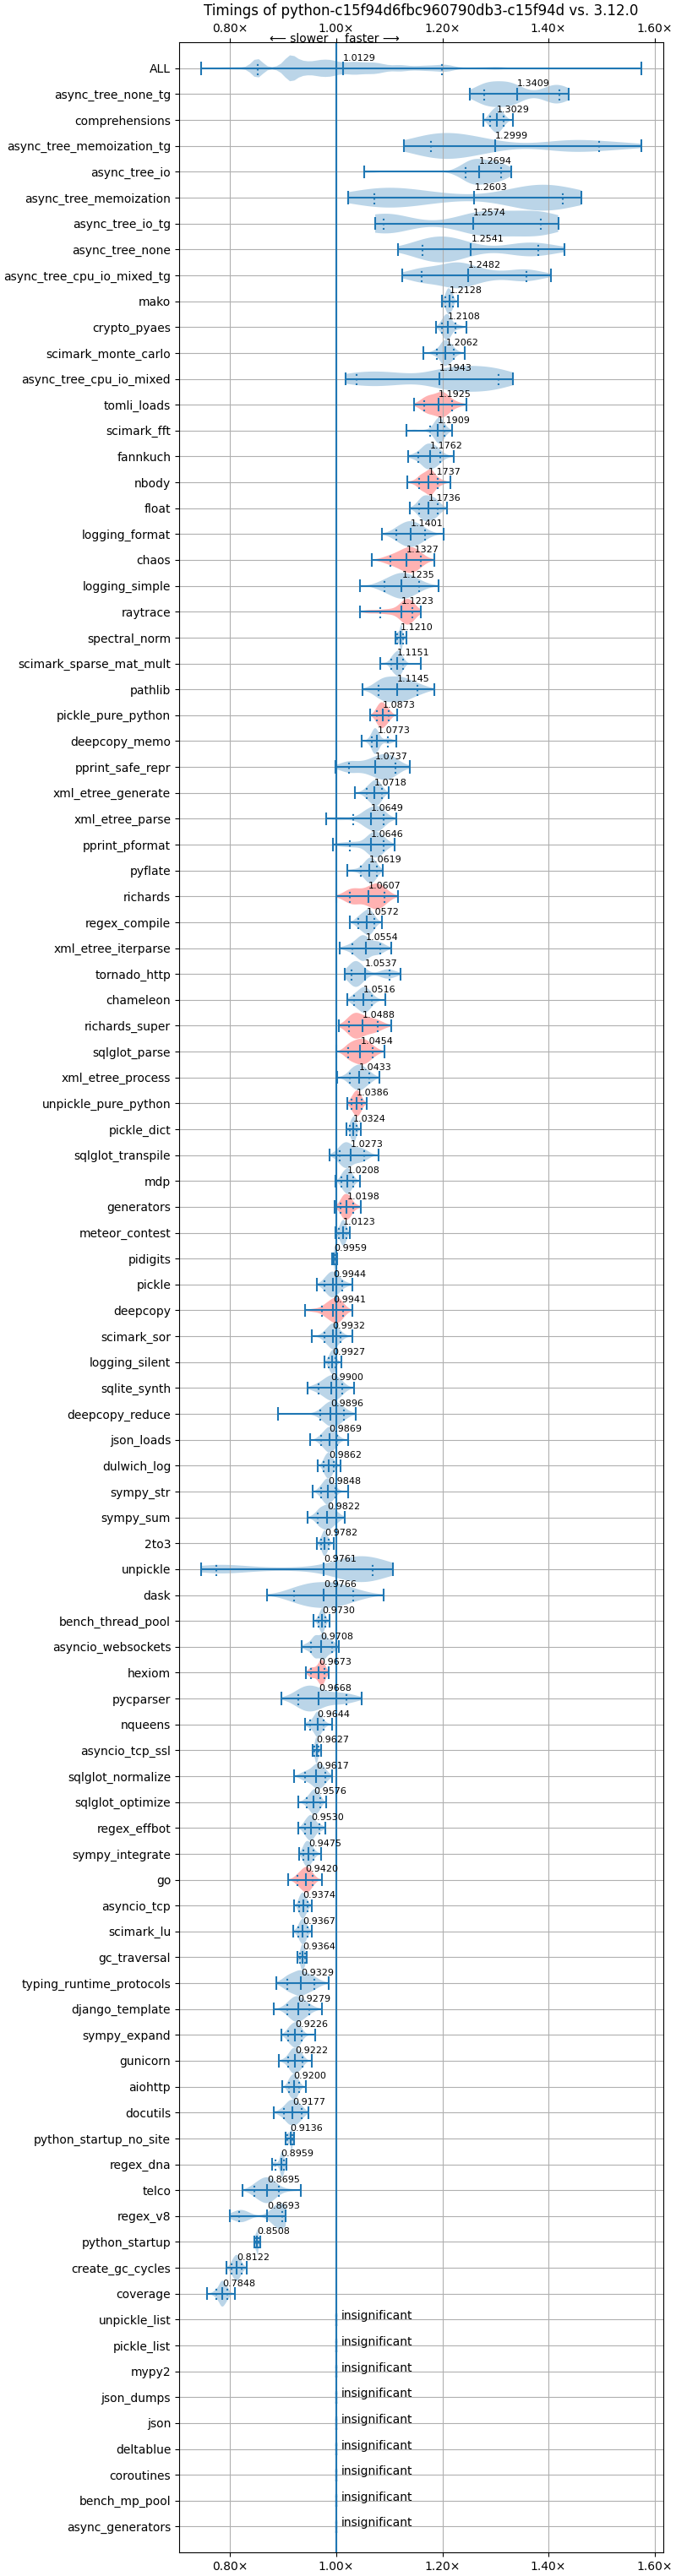 Timings of python-c15f94d6fbc960790db3-c15f94d vs. 3.12.0
0.80× 1.00× 1.20× 1.40× 1.60×
⟵ slower faster ⟶
ALL 1.0129
async_tree_none_tg 1.3409
comprehensions 1.3029
async_tree_memoization_tg 1.2999
async_tree_io 1.2694
async_tree_memoization 1.2603
async_tree_io_tg 1.2574
async_tree_none 1.2541
async_tree_cpu_io_mixed_tg 1.2482
mako 1.2128
crypto_pyaes 1.2108
scimark_monte_carlo 1.2062
async_tree_cpu_io_mixed 1.1943
tomli_loads 1.1925
scimark_fft 1.1909
fannkuch 1.1762
nbody 1.1737
float 1.1736
logging_format 1.1401
chaos 1.1327
logging_simple 1.1235
raytrace 1.1223
spectral_norm 1.1210
scimark_sparse_mat_mult 1.1151
pathlib 1.1145
pickle_pure_python 1.0873
deepcopy_memo 1.0773
pprint_safe_repr 1.0737
xml_etree_generate 1.0718
xml_etree_parse 1.0649
pprint_pformat 1.0646
pyflate 1.0619
richards 1.0607
regex_compile 1.0572
xml_etree_iterparse 1.0554
tornado_http 1.0537
chameleon 1.0516
richards_super 1.0488
sqlglot_parse 1.0454
xml_etree_process 1.0433
unpickle_pure_python 1.0386
pickle_dict 1.0324
sqlglot_transpile 1.0273
mdp 1.0208
generators 1.0198
meteor_contest 1.0123
pidigits 0.9959
pickle 0.9944
deepcopy 0.9941
scimark_sor 0.9932
logging_silent 0.9927
sqlite_synth 0.9900
deepcopy_reduce 0.9896
json_loads 0.9869
dulwich_log 0.9862
sympy_str 0.9848
sympy_sum 0.9822
2to3 0.9782
unpickle 0.9761
dask 0.9766
bench_thread_pool 0.9730
asyncio_websockets 0.9708
hexiom 0.9673
pycparser 0.9668
nqueens 0.9644
asyncio_tcp_ssl 0.9627
sqlglot_normalize 0.9617
sqlglot_optimize 0.9576
regex_effbot 0.9530
sympy_integrate 0.9475
go 0.9420
asyncio_tcp 0.9374
scimark_lu 0.9367
gc_traversal 0.9364
typing_runtime_protocols 0.9329
django_template 0.9279
sympy_expand 0.9226
gunicorn 0.9222
aiohttp 0.9200
docutils 0.9177
python_startup_no_site 0.9136
regex_dna 0.8959
telco 0.8695
regex_v8 0.8693
python_startup 0.8508
create_gc_cycles 0.8122
coverage 0.7848
unpickle_list insignificant
pickle_list insignificant
mypy2 insignificant
json_dumps insignificant
json insignificant
deltablue insignificant
coroutines insignificant
bench_mp_pool insignificant
async_generators insignificant
0.80× 1.00× 1.20× 1.40× 1.60×